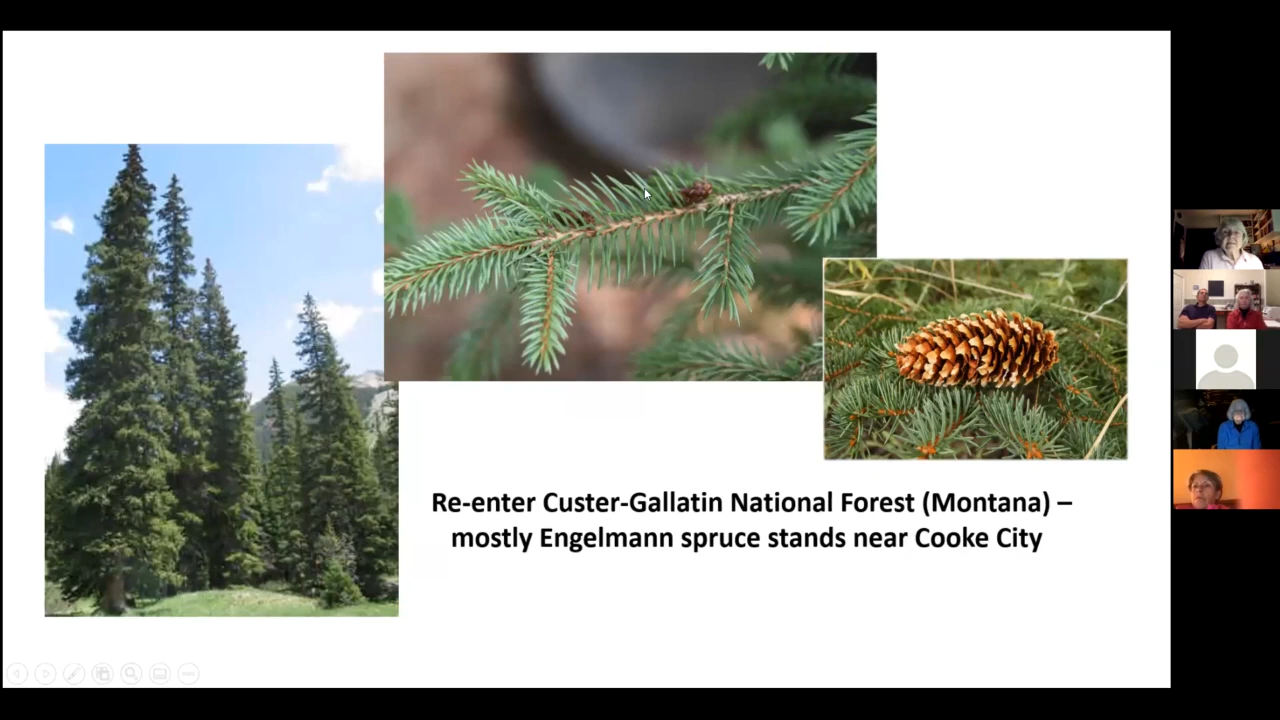 Re-enter Custer-Gallatin National Forest (Montana) –
mostly Engelmann spruce stands near Cooke City